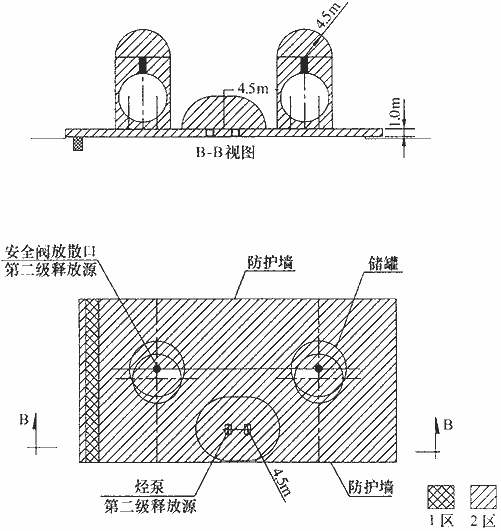 4.5m
4.5m
1.0m
B-B视图
安全阀放散口
第二级释放源
防护墙
储罐
B
B
烃泵
第二级释放源
4.5m
防护墙
1区
2区